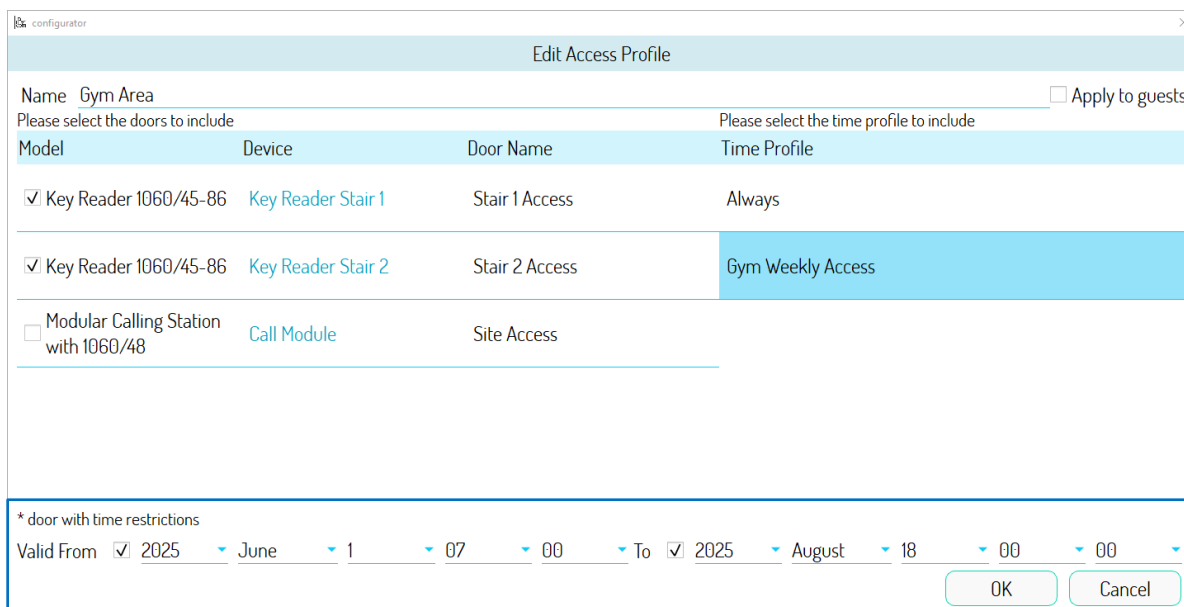 configurator
Edit Access Profile
Name Gym Area Apply to guests
Please select the doors to include Please select the time profile to include
Model Device Door Name Time Profile
Key Reader 1060/45-86 Key Reader Stair 1 Stair 1 Access Always
Key Reader 1060/45-86 Key Reader Stair 2 Stair 2 Access Gym Weekly Access
Modular Calling Station
with 1060/48 Call Module Site Access
* door with time restrictions
Valid From 2025 June 1 07 00 To 2025 August 18 00 00
OK Cancel